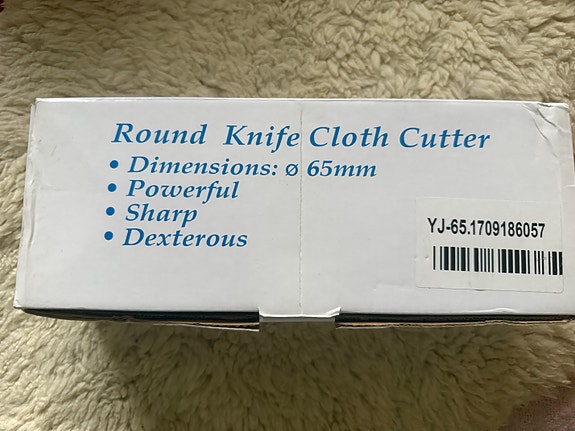 Round Knife Cloth Cutter
• Dimensions: ø 65mm
• Powerful
• Sharp
• Dexterous
YJ-65.1709186057